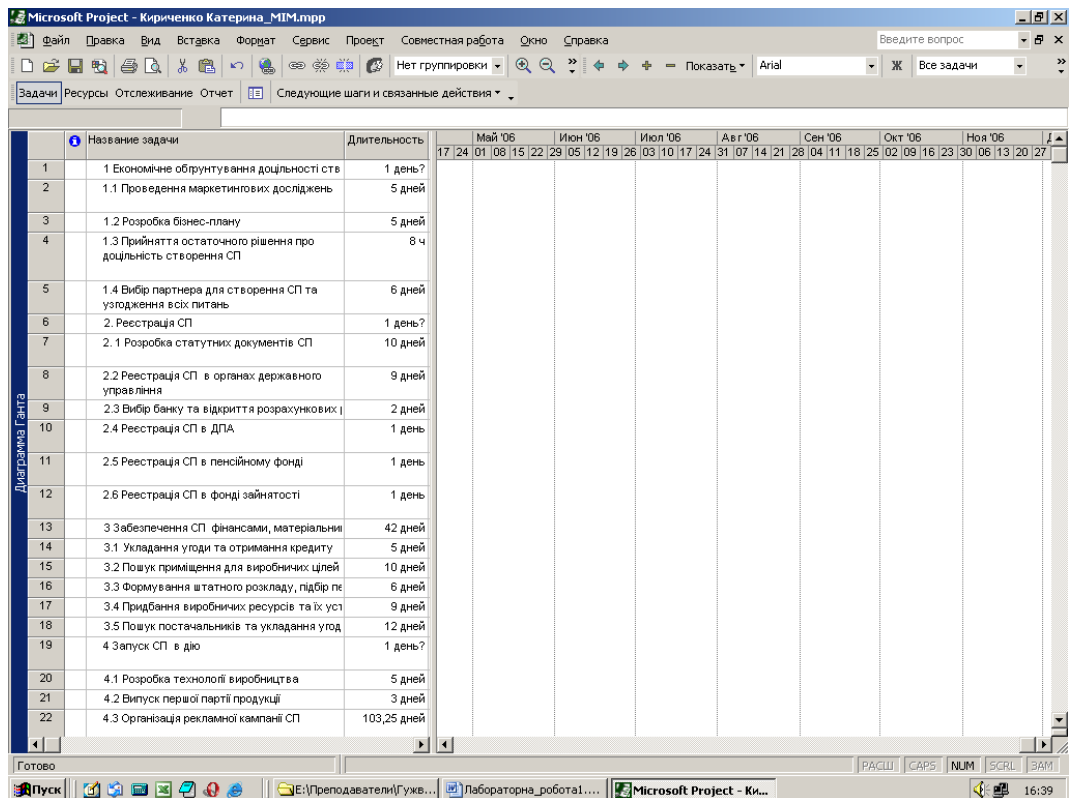 Microsoft Project - Кириченко Катерина_MIM.mpp
Файл Правка Вид Вставка Формат Сервис Проект Совместная работа Окно Справка Введите вопрос
Нет группировки Показать Arial Ж Все задачи
Задачи Ресурсы Отслеживание Отчет Следующие шаги и связанные действия
Название задачи Длительность Май '06 Июн '06 Июл '06 Авг '06 Сен '06 Окт '06 Ноя '06 Д
17 24 01 08 15 22 29 05 12 19 26 03 10 17 24 31 07 14 21 28 04 11 18 25 02 09 16 23 30 06 13 20 27
1 1 Економічне обґрунтування доцільності ств 1 день?
2 1.1 Проведення маркетингових досліджень 5 дней
3 1.2 Розробка бізнес-плану 5 дней
4 1.3 Прийняття остаточного рішення про 8 ч
доцільність створення СП
5 1.4 Вибір партнера для створення СП та 6 дней
узгодження всіх питань
6 2. Реєстрація СП 1 день?
7 2. 1 Розробка статутних документів СП 10 дней
8 2.2 Реєстрація СП в органах державного 9 дней
управління
9 2.3 Вибір банку та відкриття розрахункових 2 дней
10 2.4 Реєстрація СП в ДПА 1 день
11 2.5 Реєстрація СП в пенсійному фонді 1 день
12 2.6 Реєстрація СП в фонді зайнятості 1 день
13 3 Забезпечення СП фінансами, матеріальни 42 дней
14 3.1 Укладання угоди та отримання кредиту 5 дней
15 3.2 Пошук приміщення для виробничих цілей 10 дней
16 3.3 Формування штатного розкладу, підбір пе 6 дней
17 3.4 Придбання виробничих ресурсів та їх уст 9 дней
18 3.5 Пошук постачальників та укладання угод 12 дней
19 4 Запуск СП в дію 1 день?
20 4.1 Розробка технології виробництва 5 дней
21 4.2 Випуск першої партії продукції 3 дней
22 4.3 Організація рекламної кампанії СП 103,25 дней
Диаграмма Ганта
Готово РАСШ CAPS NUM SCRL ЗАМ
Пуск E:\Преподаватели\Гужв... Лабораторна_робота1.... Microsoft Project - Ки... 16:39